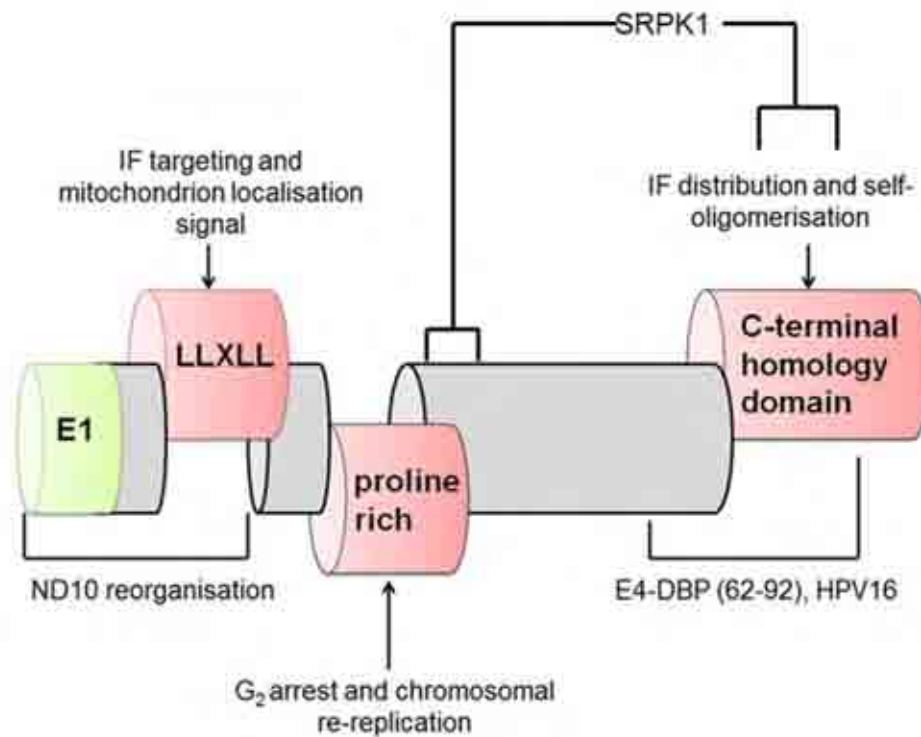 SRPK1
IF targeting and
mitochondrion localisation
signal
IF distribution and self-
oligomerisation
LLXLL
C-terminal
homology
domain
E1
proline
rich
ND10 reorganisation
E4-DBP (62-92), HPV16
G₂ arrest and chromosomal
re-replication